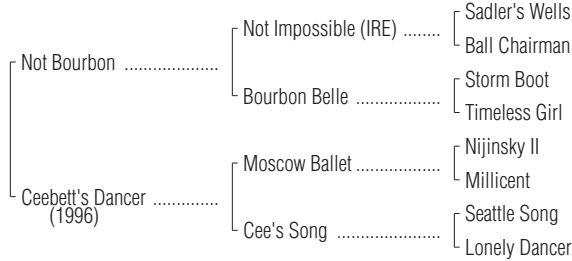 Sadler's Wells
Not Impossible (IRE) ........
Ball Chairman
Not Bourbon ....................
Storm Boot
Bourbon Belle ..................
Timeless Girl
Nijinsky II
Moscow Ballet ..................
Millicent
Ceebett's Dancer ..............
(1996)
Seattle Song
Cee's Song ......................
Lonely Dancer